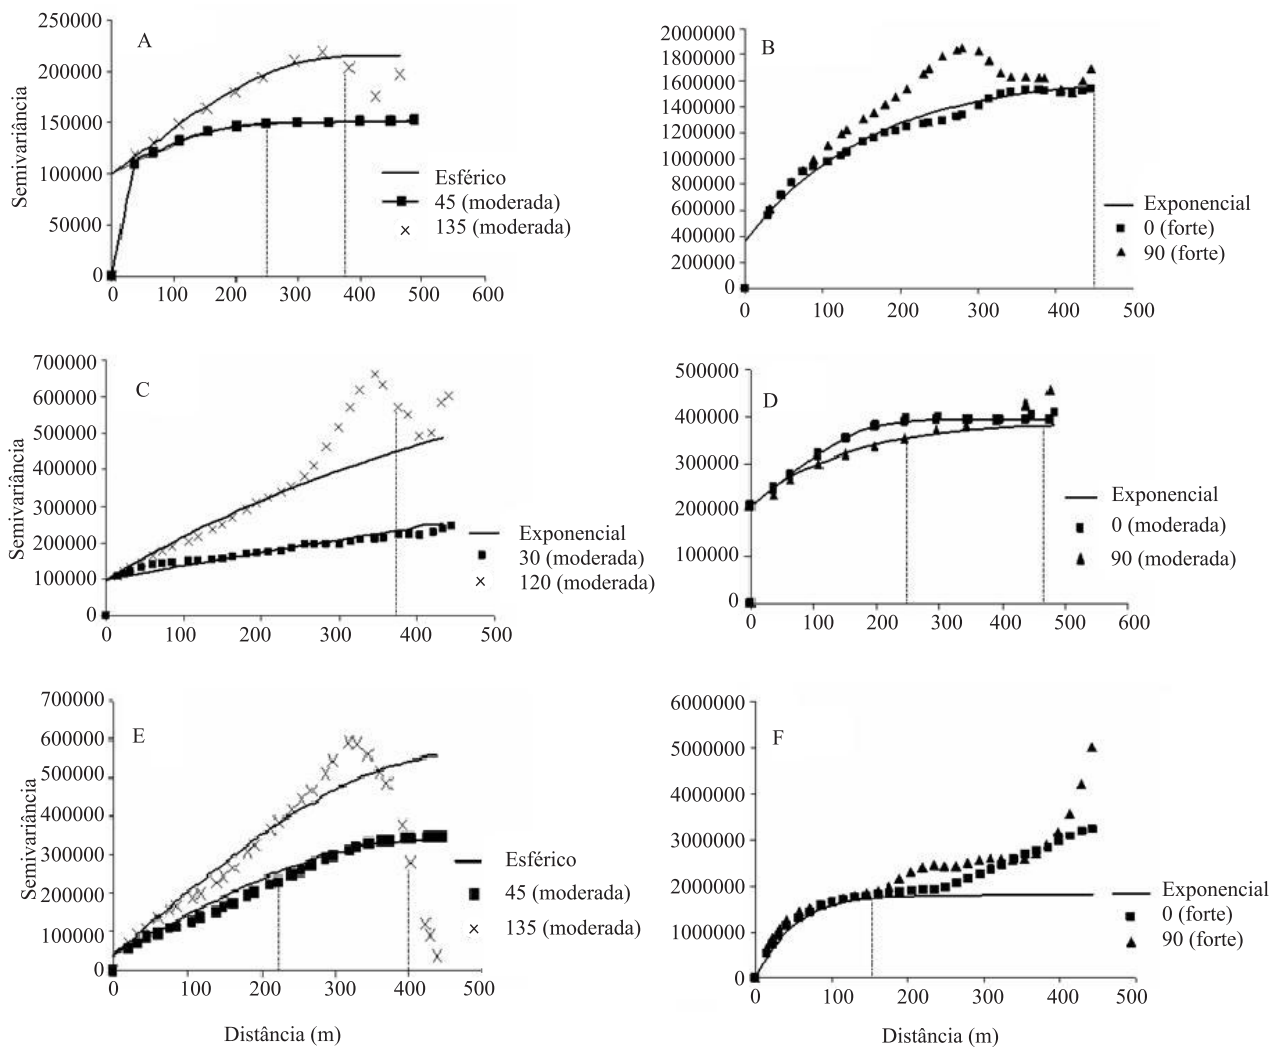 A
Semivariância
250000
200000
150000
100000
50000
0
0 100 200 300 400 500 600
Esférico
45 (moderada)
135 (moderada)
B
2000000
1800000
1600000
1400000
1200000
1000000
800000
600000
400000
200000
0
0 100 200 300 400 500
Exponencial
0 (forte)
90 (forte)
C
Semivariância
700000
600000
500000
400000
300000
200000
100000
0
0 100 200 300 400 500
Exponencial
30 (moderada)
120 (moderada)
D
500000
400000
300000
200000
100000
0
0 100 200 300 400 500 600
Exponencial
0 (moderada)
90 (moderada)
E
Semivariância
700000
600000
500000
400000
300000
200000
100000
0
0 100 200 300 400 500
Esférico
45 (moderada)
135 (moderada)
Distância (m)
F
6000000
5000000
4000000
3000000
2000000
1000000
0
0 100 200 300 400 500
Exponencial
0 (forte)
90 (forte)
Distância (m)